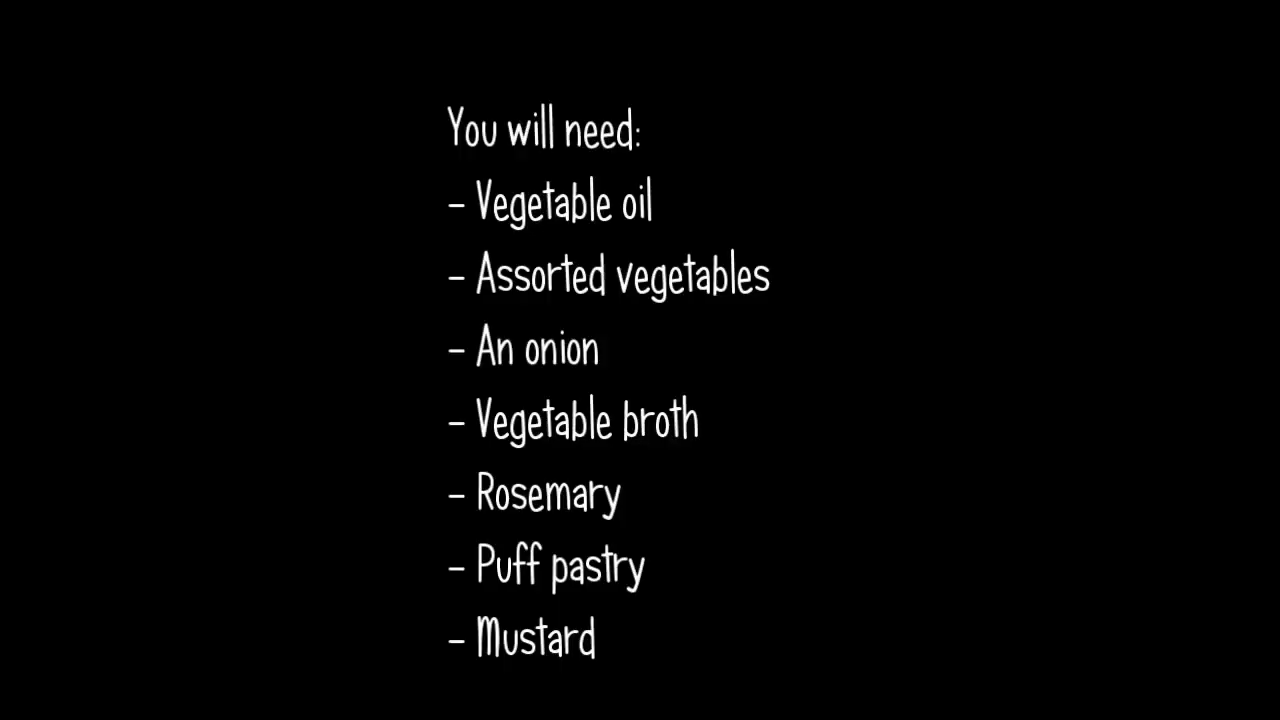 You will need:
- Vegetable oil
- Assorted vegetables
- An onion
- Vegetable broth
- Rosemary
- Puff pastry
- Mustard